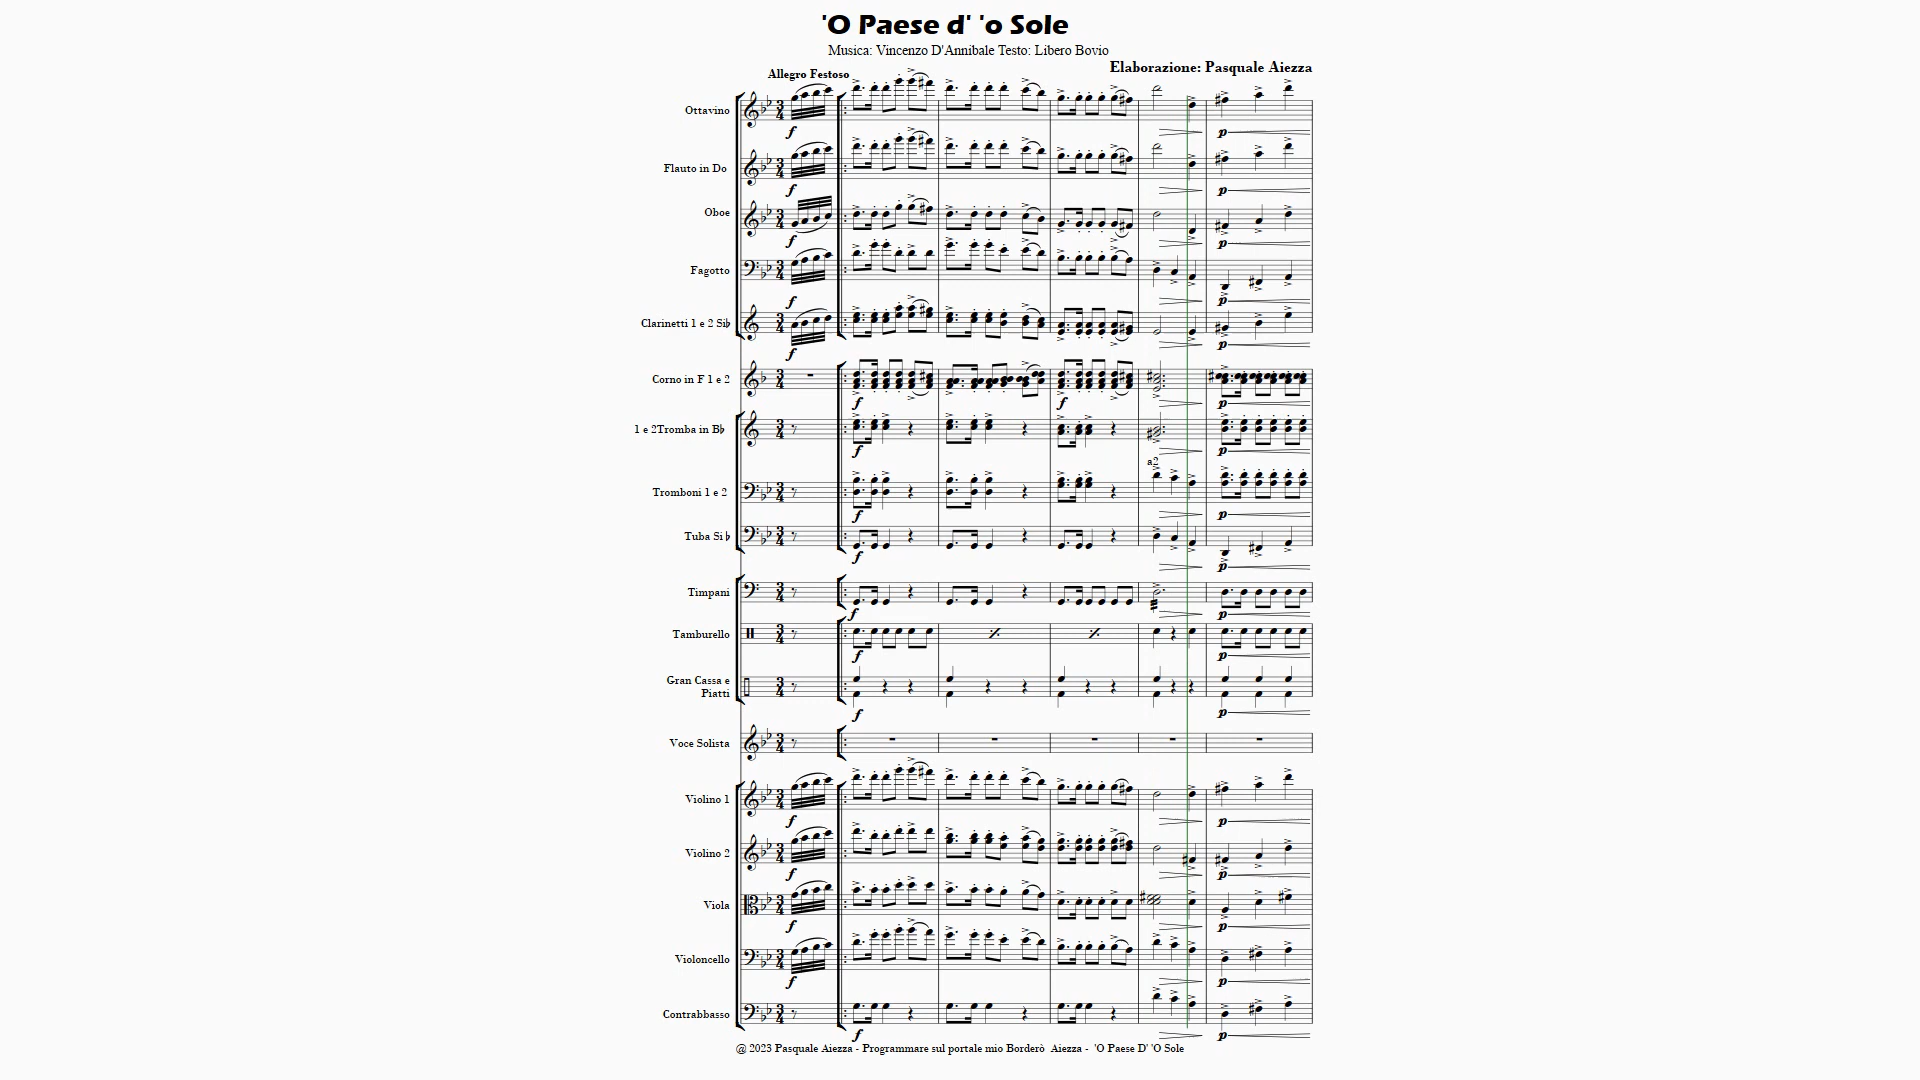 'O Paese d' 'o Sole
Musica: Vincenzo D'Annibale Testo: Libero Bovio
Elaborazione: Pasquale Aiezza
Allegro Festoso
Ottavino
f
p
Flauto in Do
f
p
Oboe
f
p
Fagotto
f
p
Clarinetti 1 e 2 Si♭
f
p
Corno in F 1 e 2
f
f
p
1 e 2Tromba in B♭
f
p
a2
Tromboni 1 e 2
f
p
Tuba Si♭
f
p
Timpani
f
p
Tamburello
f
p
Gran Cassa e
Piatti
f
p
Voce Solista
Violino 1
f
p
Violino 2
f
p
Viola
f
p
Violoncello
f
p
Contrabbasso
f
p
@ 2023 Pasquale Aiezza - Programmare sul portale mio Borderò Aiezza - 'O Paese D' 'O Sole